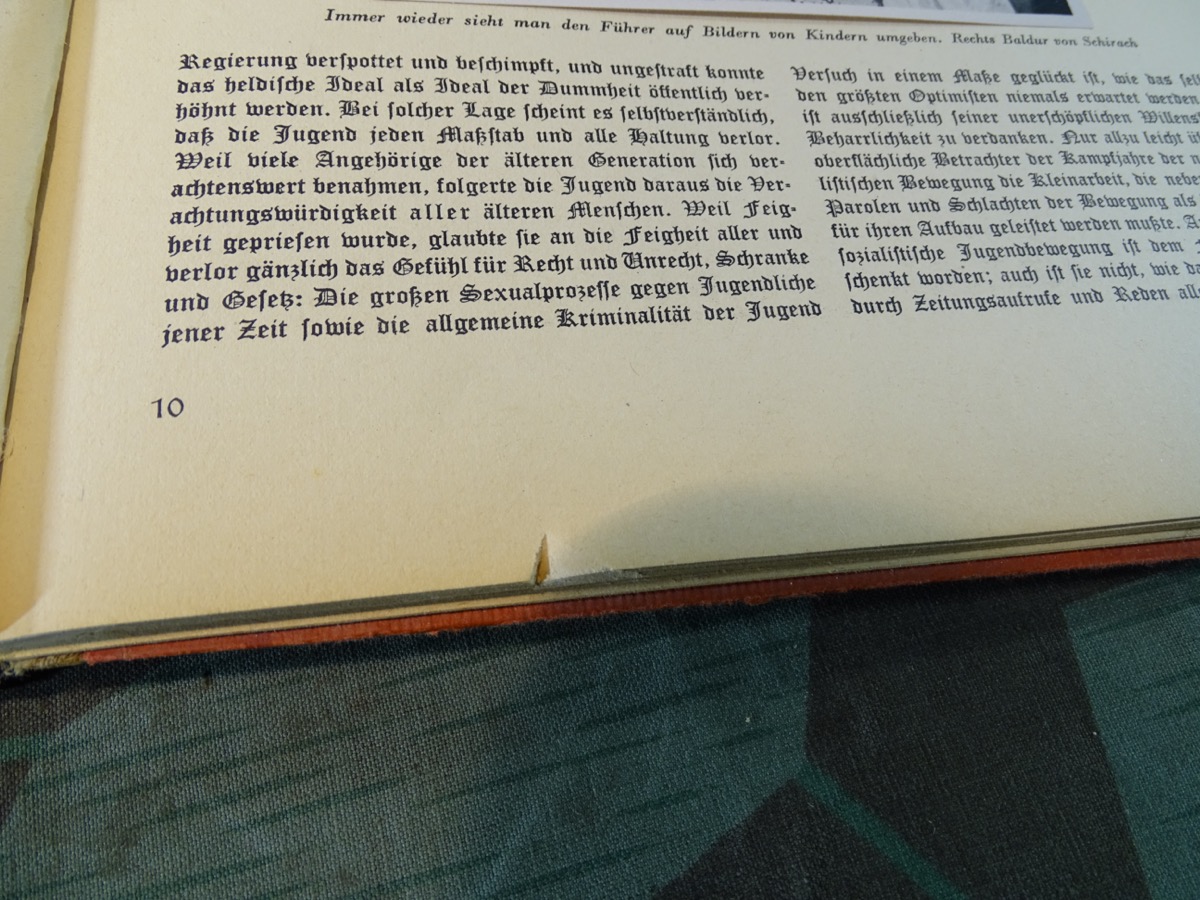 Immer wieder sieht man den Führer auf Bildern von Kindern umgeben. Rechts Baldur von Schirach
Regierung verspottet und beschimpft, und ungestraft konnte
das heldische Ideal als Ideal der Dummheit öffentlich ver-
höhnt werden. Bei solcher Lage scheint es selbstverständlich,
daß die Jugend jeden Maßstab und alle Haltung verlor.
Weil viele Angehörige der älteren Generation sich ver-
achtenswert benahmen, folgerte die Jugend daraus die Ver-
achtungswürdigkeit aller älteren Menschen. Weil Feig-
heit gepriesen wurde, glaubte sie an die Feigheit aller und
verlor gänzlich das Gefühl für Recht und Unrecht, Schranke
und Gesetz: Die großen Sexualprozesse gegen Jugendliche
jener Zeit sowie die allgemeine Kriminalität der Jugend
Versuch in einem Maße geglückt ist, wie das
den größten Optimisten niemals erwartet werden
ist ausschließlich seiner unerschöpflichen
Beharrlichkeit zu verdanken. Nur allzu leicht
oberflächliche Betrachter der Kampfjahre der
listischen Bewegung die Kleinarbeit, die
Parolen und Schlachten der Bewegung als
für ihren Aufbau geleistet werden mußte.
sozialistische Jugendbewegung ist dem
schenkt worden; auch ist sie nicht, wie
durch Zeitungsaufrufe und Reden
10